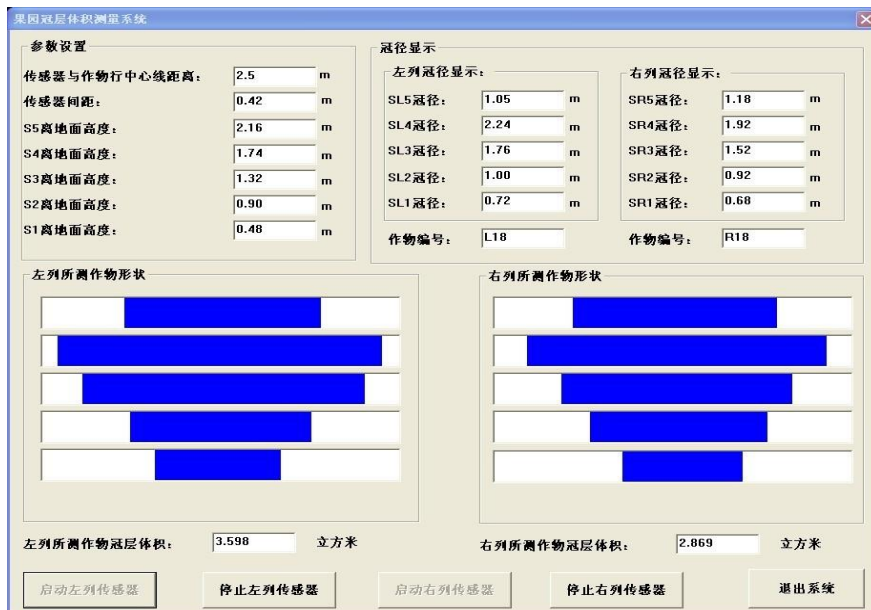 果园冠层体积测量系统
参数设置
传感器与作物行中心线距离: 2.5 m
传感器间距: 0.42 m
S5离地面高度: 2.16 m
S4离地面高度: 1.74 m
S3离地面高度: 1.32 m
S2离地面高度: 0.90 m
S1离地面高度: 0.48 m
冠径显示
左列冠径显示:
SL5冠径: 1.05 m
SL4冠径: 2.24 m
SL3冠径: 1.76 m
SL2冠径: 1.00 m
SL1冠径: 0.72 m
作物编号: L18
右列冠径显示:
SR5冠径: 1.18 m
SR4冠径: 1.92 m
SR3冠径: 1.52 m
SR2冠径: 0.92 m
SR1冠径: 0.68 m
作物编号: R18
左列所测作物形状
右列所测作物形状
左列所测作物冠层体积: 3.598 立方米
右列所测作物冠层体积: 2.869 立方米
启动左列传感器 停止左列传感器 启动右列传感器 停止右列传感器 退出系统